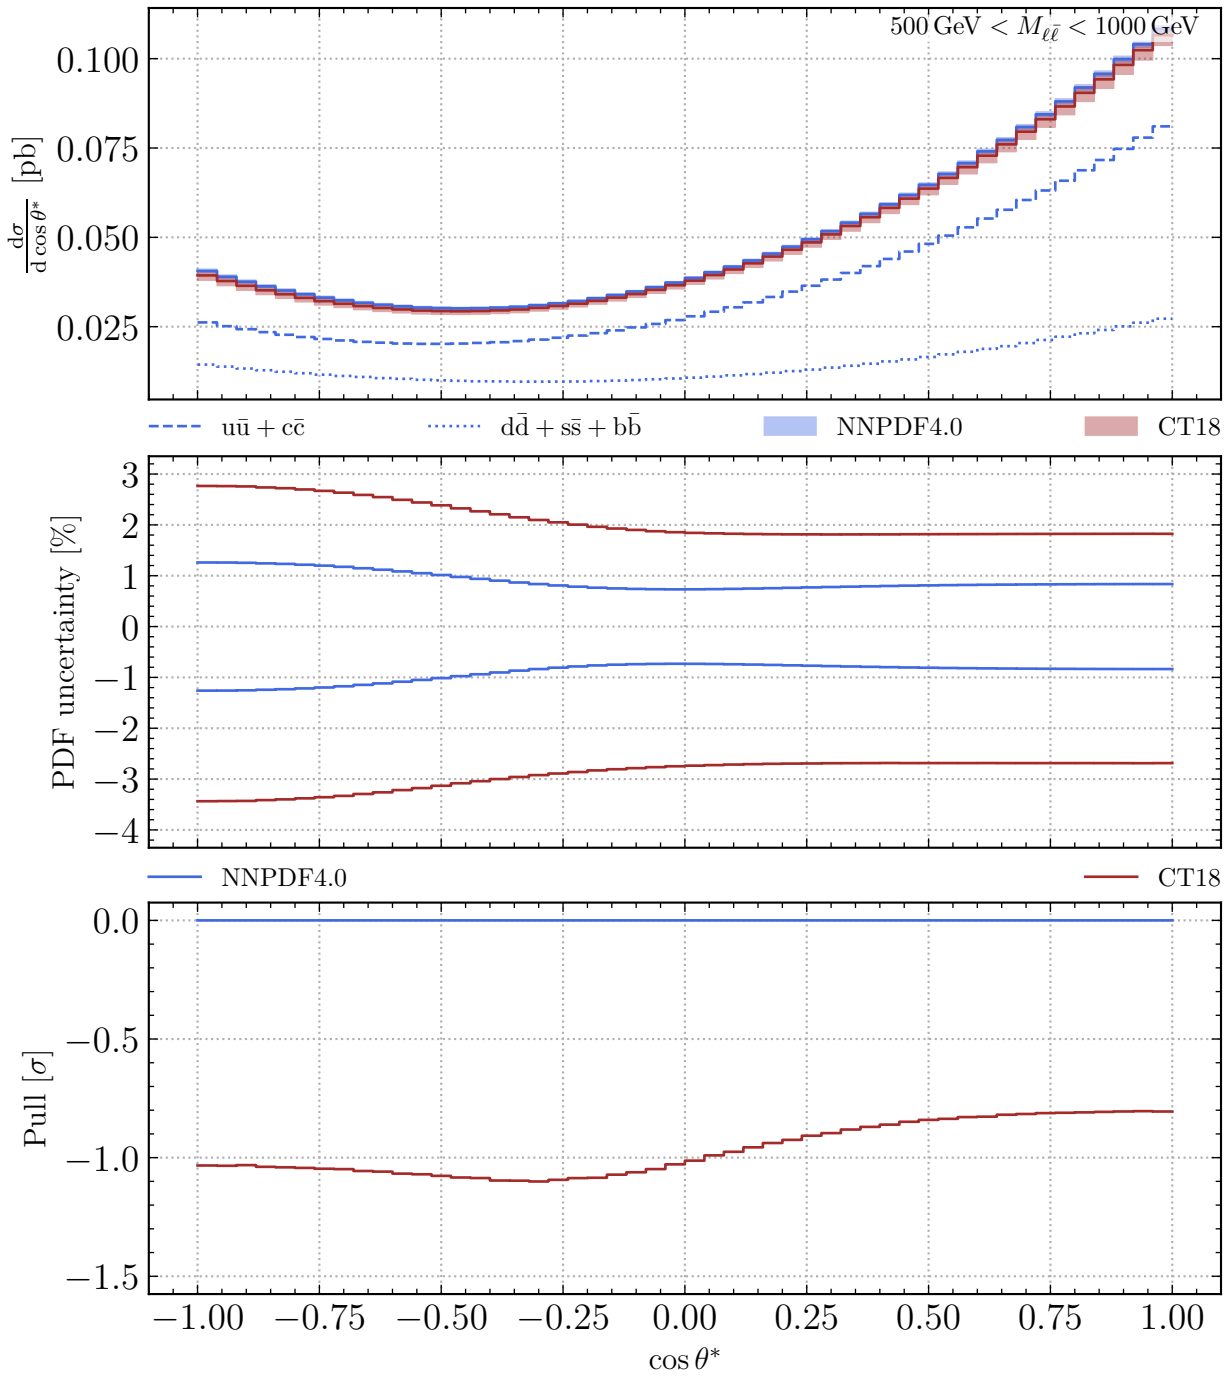 500 GeV < M_{ℓℓ̄} < 1000 GeV
0.100
0.075
0.050
0.025
dσ/d cos θ* [pb]
uū + cc̄
dd̄ + ss̄ + bb̄
NNPDF4.0
CT18
3
2
1
0
−1
−2
−3
−4
PDF uncertainty [%]
NNPDF4.0
CT18
0.0
−0.5
−1.0
−1.5
Pull [σ]
−1.00 −0.75 −0.50 −0.25 0.00 0.25 0.50 0.75 1.00
cos θ*